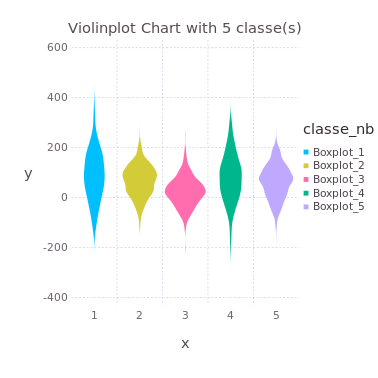 Violinplot Chart with 5 classe(s)
600
400
200
0
-200
-400
y
1 2 3 4 5
x
classe_nb
Boxplot_1
Boxplot_2
Boxplot_3
Boxplot_4
Boxplot_5